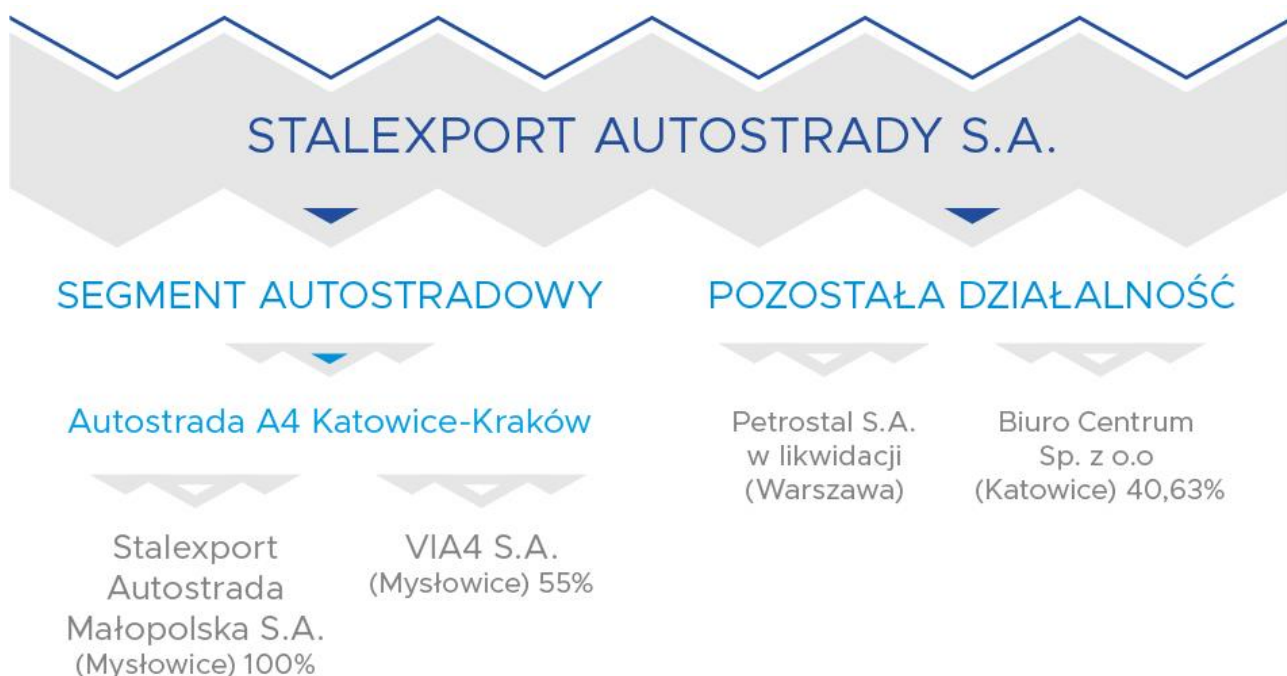 STALEXPORT AUTOSTRADY S.A.
SEGMENT AUTOSTRADOWY
POZOSTAŁA DZIAŁALNOŚĆ
Autostrada A4 Katowice-Kraków
Stalexport
Autostrada
Małopolska S.A.
(Mysłowice) 100%
VIA4 S.A.
(Mysłowice) 55%
Petrostal S.A.
w likwidacji
(Warszawa)
Biuro Centrum
Sp. z o.o
(Katowice) 40,63%